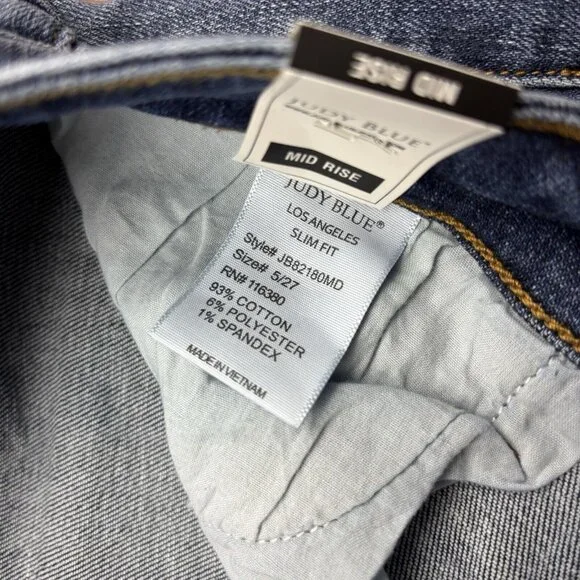 MID RISE
JUDY BLUE
MID RISE
JUDY BLUE®
LOS ANGELES
SLIM FIT
Style# JB82180MD
Size# 5/27
RN# 116380
93% COTTON
6% POLYESTER
1% SPANDEX
MADE IN VIETNAM